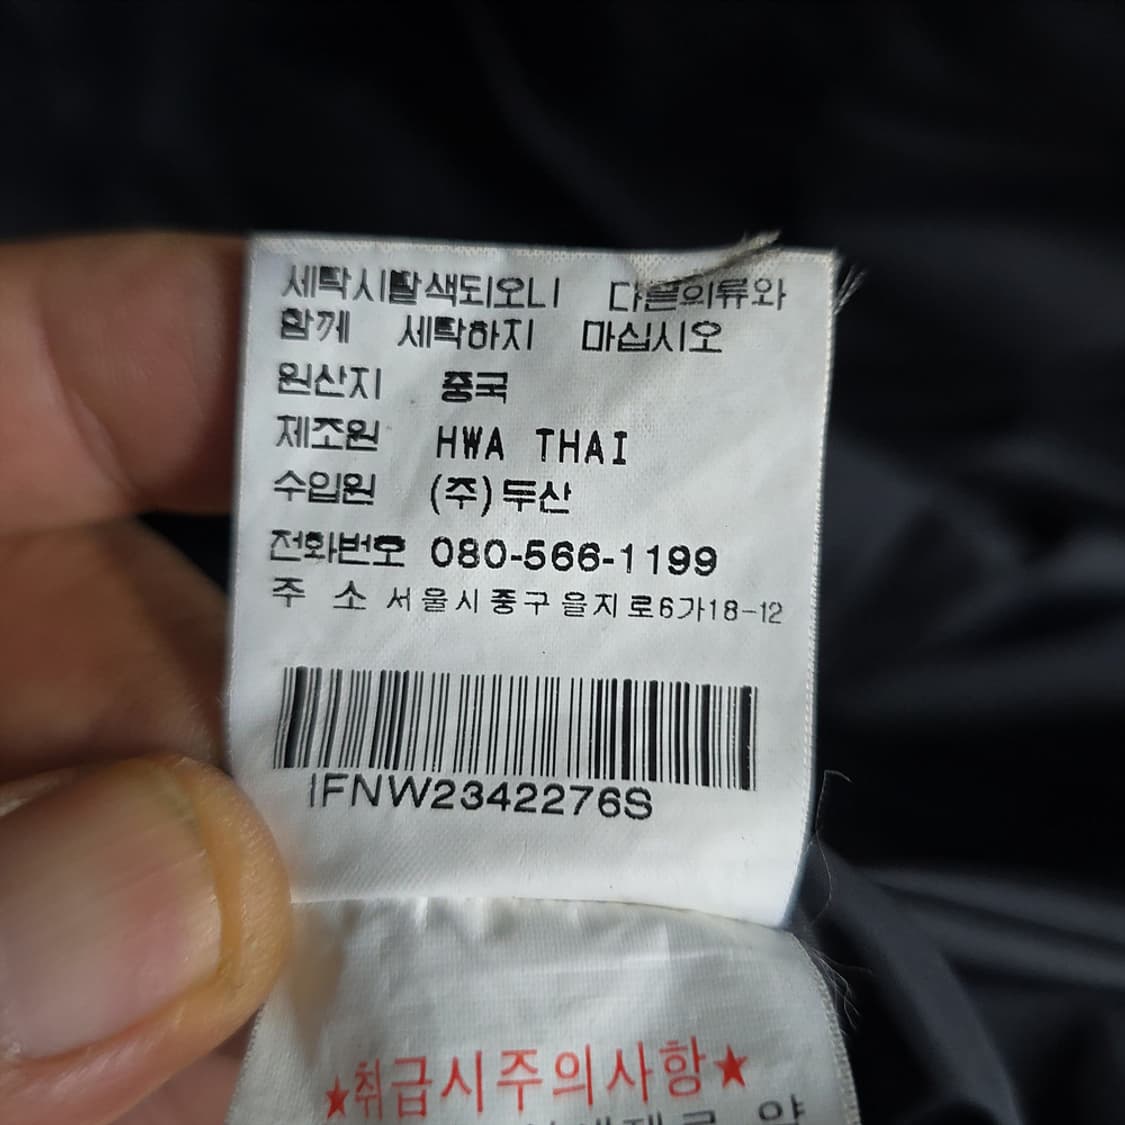 세탁시탈색되오니 다른의류와
함께 세탁하지 마십시오
원산지 중국
제조원 HWA THAI
수입원 (주)두산
전화번호 080-566-1199
주 소 서울시중구을지로6가18-12
IFNW2342276S
★취급시주의사항★